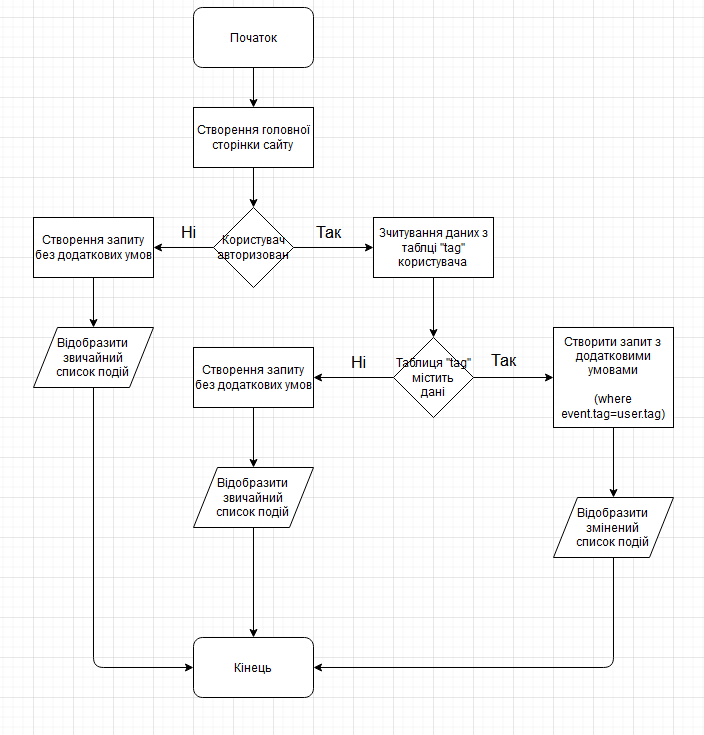 Початок
Створення головної
сторінки сайту
Користувач
авторизован
Ні
Так
Створення запиту
без додаткових умов
Зчитування даних з
таблці "tag"
користувача
Відобразити
звичайний
список подій
Таблиця "tag"
містить
дані
Ні
Так
Створення запиту
без додаткових умов
Створити запит з
додатковими
умовами
(where
event.tag=user.tag)
Відобразити
звичайний
список подій
Відобразити
змінений
список подій
Кінець